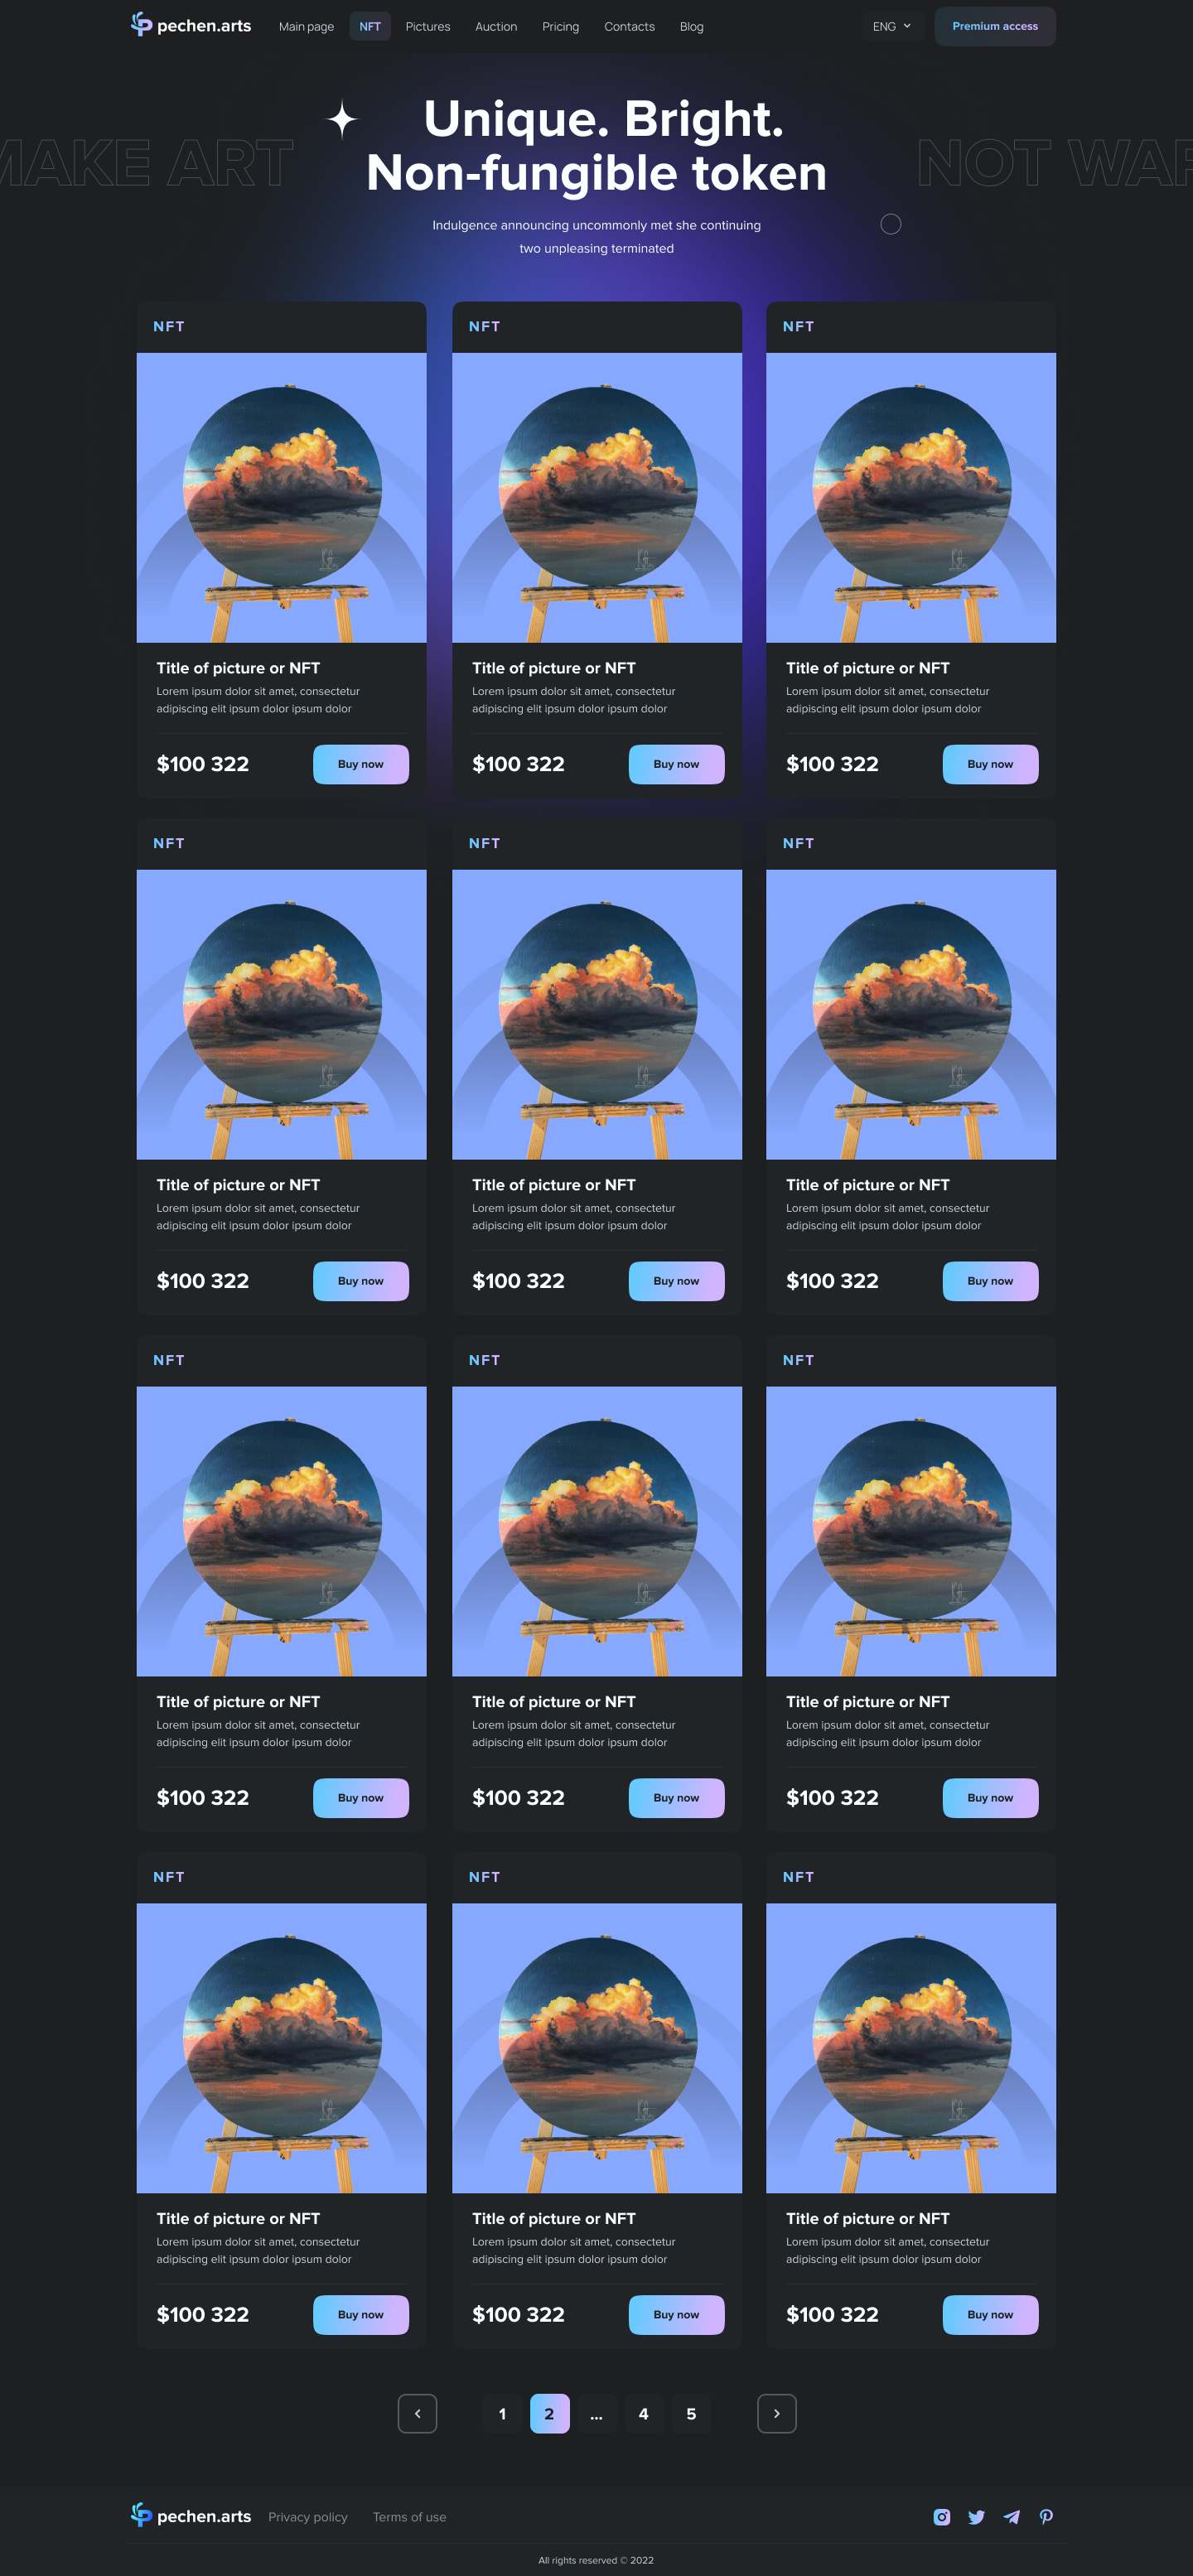 pechen.arts
Main page NFT Pictures Auction Pricing Contacts Blog
ENG
Premium access
Unique. Bright.
Non-fungible token
MAKE ART
NOT WAR
Indulgence announcing uncommonly met she continuing
two unpleasing terminated
NFT
Title of picture or NFT
Lorem ipsum dolor sit amet, consectetur
adipiscing elit ipsum dolor ipsum dolor
$100 322
Buy now
NFT
Title of picture or NFT
Lorem ipsum dolor sit amet, consectetur
adipiscing elit ipsum dolor ipsum dolor
$100 322
Buy now
NFT
Title of picture or NFT
Lorem ipsum dolor sit amet, consectetur
adipiscing elit ipsum dolor ipsum dolor
$100 322
Buy now
NFT
Title of picture or NFT
Lorem ipsum dolor sit amet, consectetur
adipiscing elit ipsum dolor ipsum dolor
$100 322
Buy now
NFT
Title of picture or NFT
Lorem ipsum dolor sit amet, consectetur
adipiscing elit ipsum dolor ipsum dolor
$100 322
Buy now
NFT
Title of picture or NFT
Lorem ipsum dolor sit amet, consectetur
adipiscing elit ipsum dolor ipsum dolor
$100 322
Buy now
NFT
Title of picture or NFT
Lorem ipsum dolor sit amet, consectetur
adipiscing elit ipsum dolor ipsum dolor
$100 322
Buy now
NFT
Title of picture or NFT
Lorem ipsum dolor sit amet, consectetur
adipiscing elit ipsum dolor ipsum dolor
$100 322
Buy now
NFT
Title of picture or NFT
Lorem ipsum dolor sit amet, consectetur
adipiscing elit ipsum dolor ipsum dolor
$100 322
Buy now
NFT
Title of picture or NFT
Lorem ipsum dolor sit amet, consectetur
adipiscing elit ipsum dolor ipsum dolor
$100 322
Buy now
NFT
Title of picture or NFT
Lorem ipsum dolor sit amet, consectetur
adipiscing elit ipsum dolor ipsum dolor
$100 322
Buy now
NFT
Title of picture or NFT
Lorem ipsum dolor sit amet, consectetur
adipiscing elit ipsum dolor ipsum dolor
$100 322
Buy now
1 2 ... 4 5
pechen.arts
Privacy policy Terms of use
All rights reserved © 2022